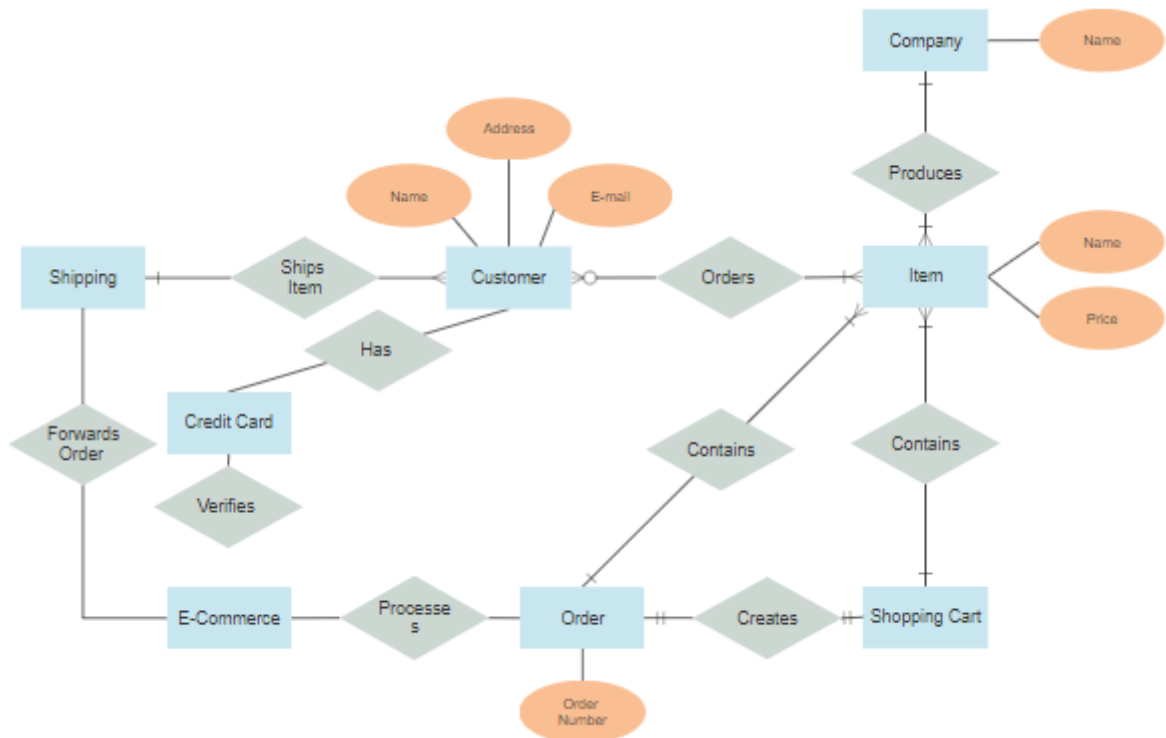 Company
Name
Address
Produces
Name
E-mail
Name
Shipping
Ships
Item
Customer
Orders
Item
Price
Has
Credit Card
Forwards
Order
Contains
Contains
Verifies
E-Commerce
Processe
s
Order
Creates
Shopping Cart
Order
Number